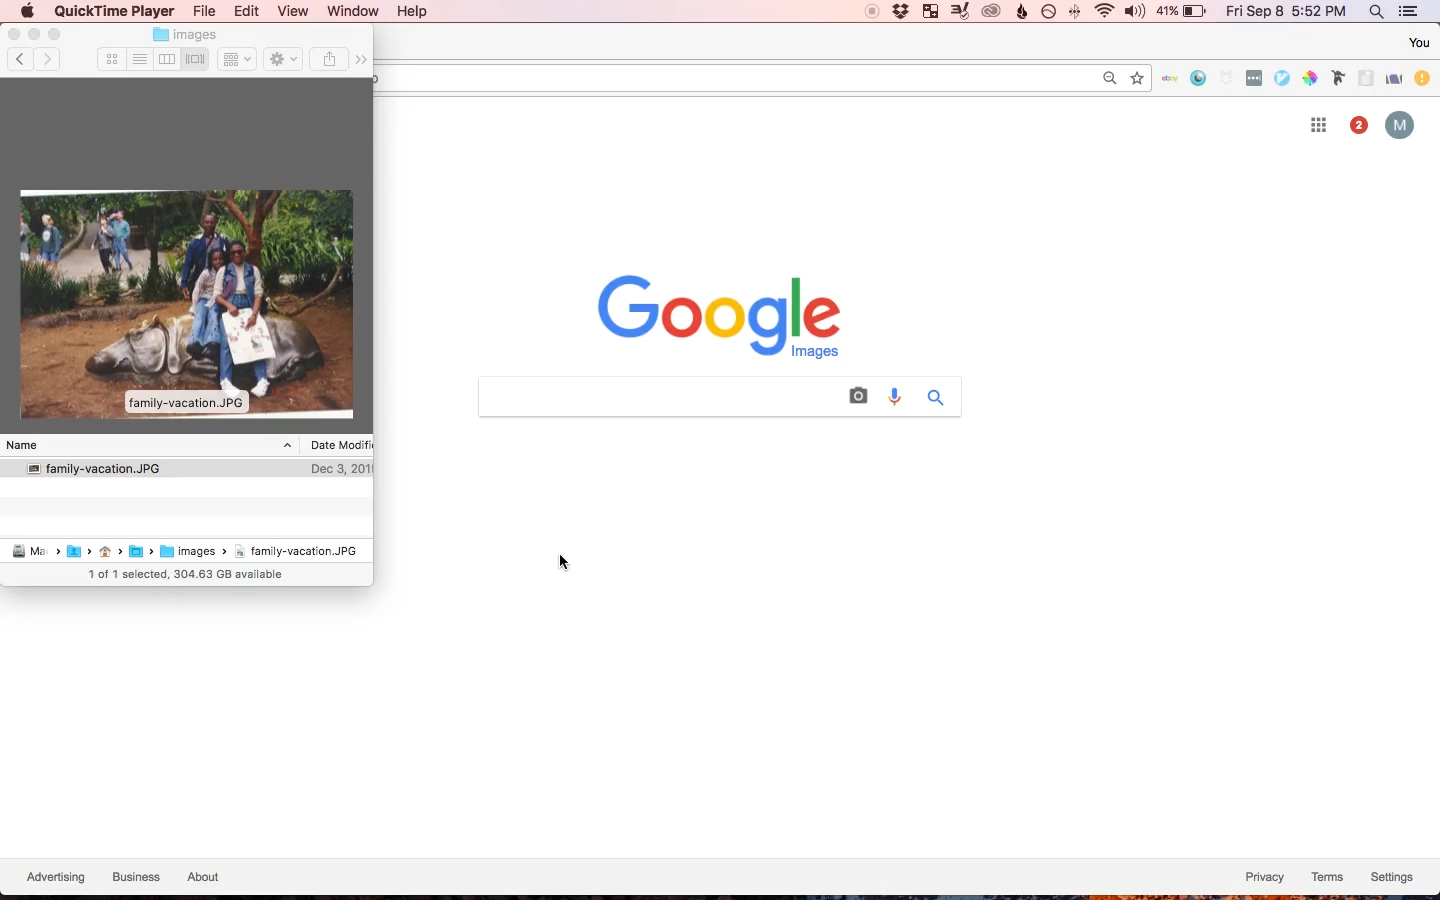 QuickTime Player File Edit View Window Help 41% Fri Sep 8 5:52 PM
images
You
ebay
2 M
Google
Images
family-vacation.JPG
Name Date Modifi
family-vacation.JPG Dec 3, 201
Ma images family-vacation.JPG
1 of 1 selected, 304.63 GB available
Advertising Business About Privacy Terms Settings